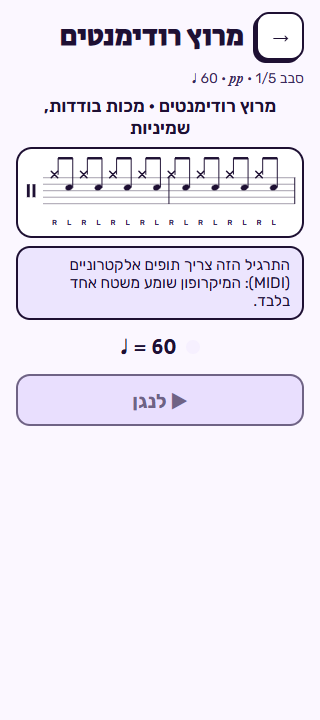 → מרוץ רודימנטים
סבב 1/5 • pp • 60 ♩
מרוץ רודימנטים • מכות בודדות,
שמיניות
R L R L R L R L R L R L R L R L
התרגיל הזה צריך תופים אלקטרוניים
(MIDI): המיקרופון שומע משטח אחד
בלבד.
♩ = 60
▶ לנגן